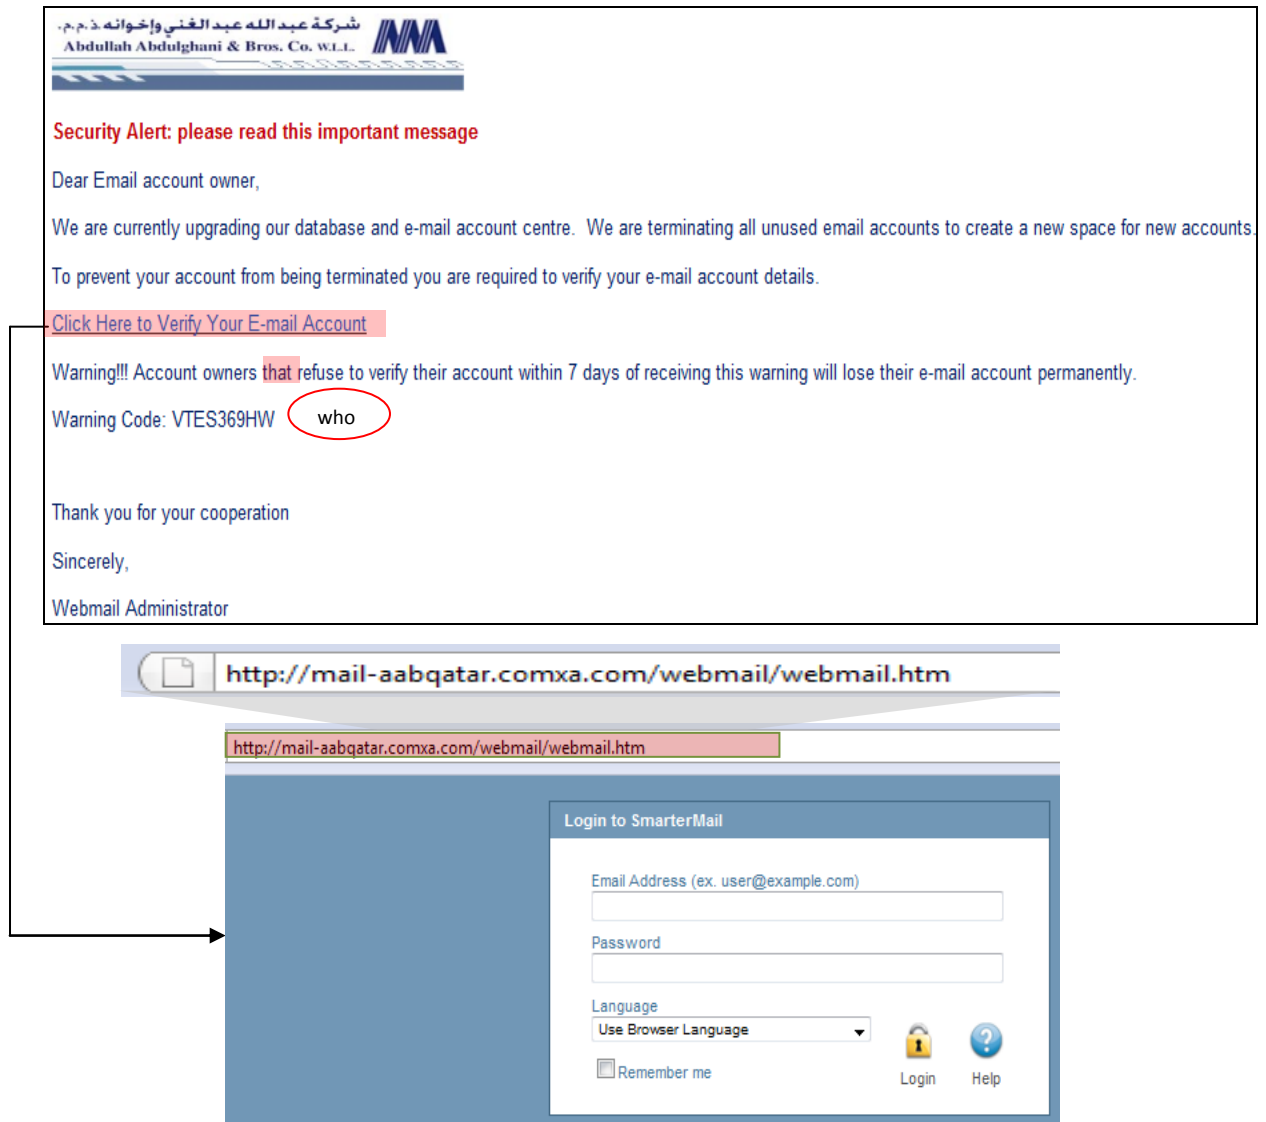 شركة عبدالله عبدالغني وإخوانه ذ.م.م.
Abdullah Abdulghani & Bros. Co. W.L.L.
Security Alert: please read this important message
Dear Email account owner,
We are currently upgrading our database and e-mail account centre.  We are terminating all unused email accounts to create a new space for new accounts.
To prevent your account from being terminated you are required to verify your e-mail account details.
Click Here to Verify Your E-mail Account
Warning!!! Account owners that refuse to verify their account within 7 days of receiving this warning will lose their e-mail account permanently.
Warning Code: VTES369HW
who
Thank you for your cooperation
Sincerely,
Webmail Administrator
http://mail-aabqatar.comxa.com/webmail/webmail.htm
http://mail-aabqatar.comxa.com/webmail/webmail.htm
Login to SmarterMail
Email Address (ex. user@example.com)
Password
Language
Use Browser Language
Remember me
Login
Help